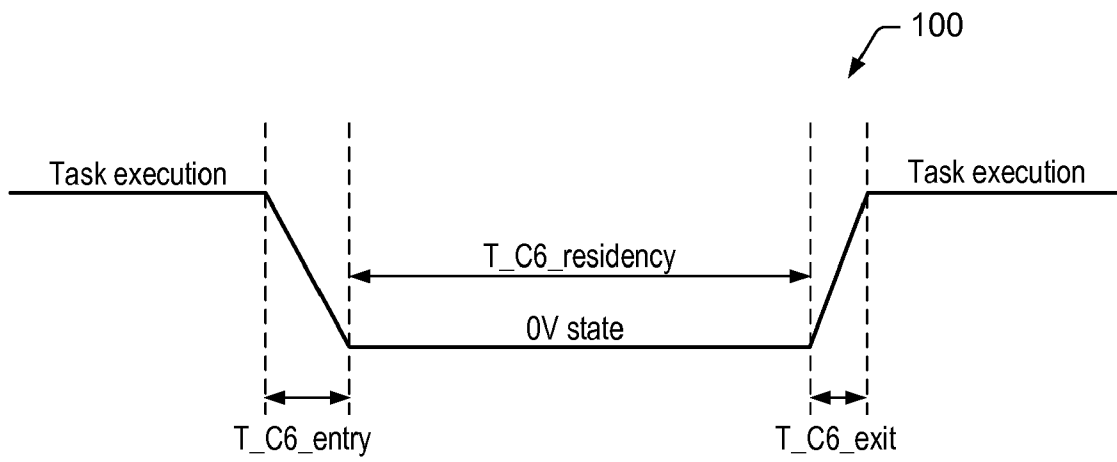 100
Task execution
Task execution
T_C6_residency
0V state
T_C6_entry
T_C6_exit